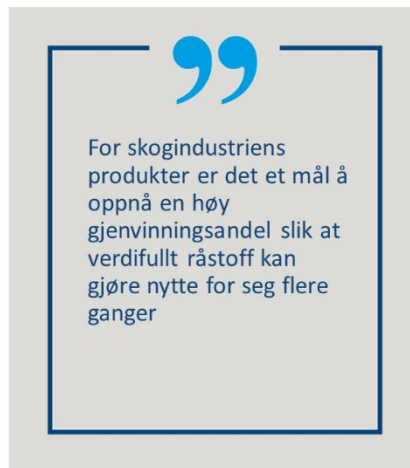 ”
For skogindustriens
produkter er det et mål å
oppnå en høy
gjenvinningsandel slik at
verdifullt råstoff kan
gjøre nytte for seg flere
ganger